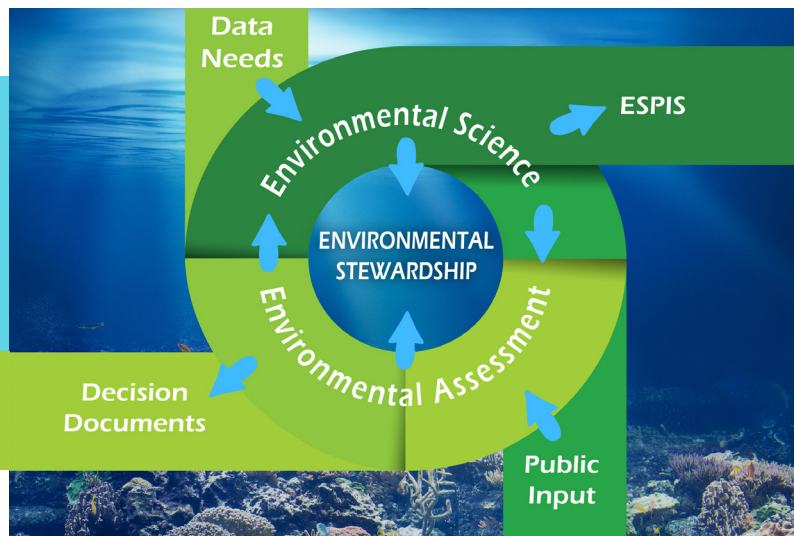 Data
Needs
ESPIS
Environmental Science
ENVIRONMENTAL
STEWARDSHIP
Environmental Assessment
Decision
Documents
Public
Input